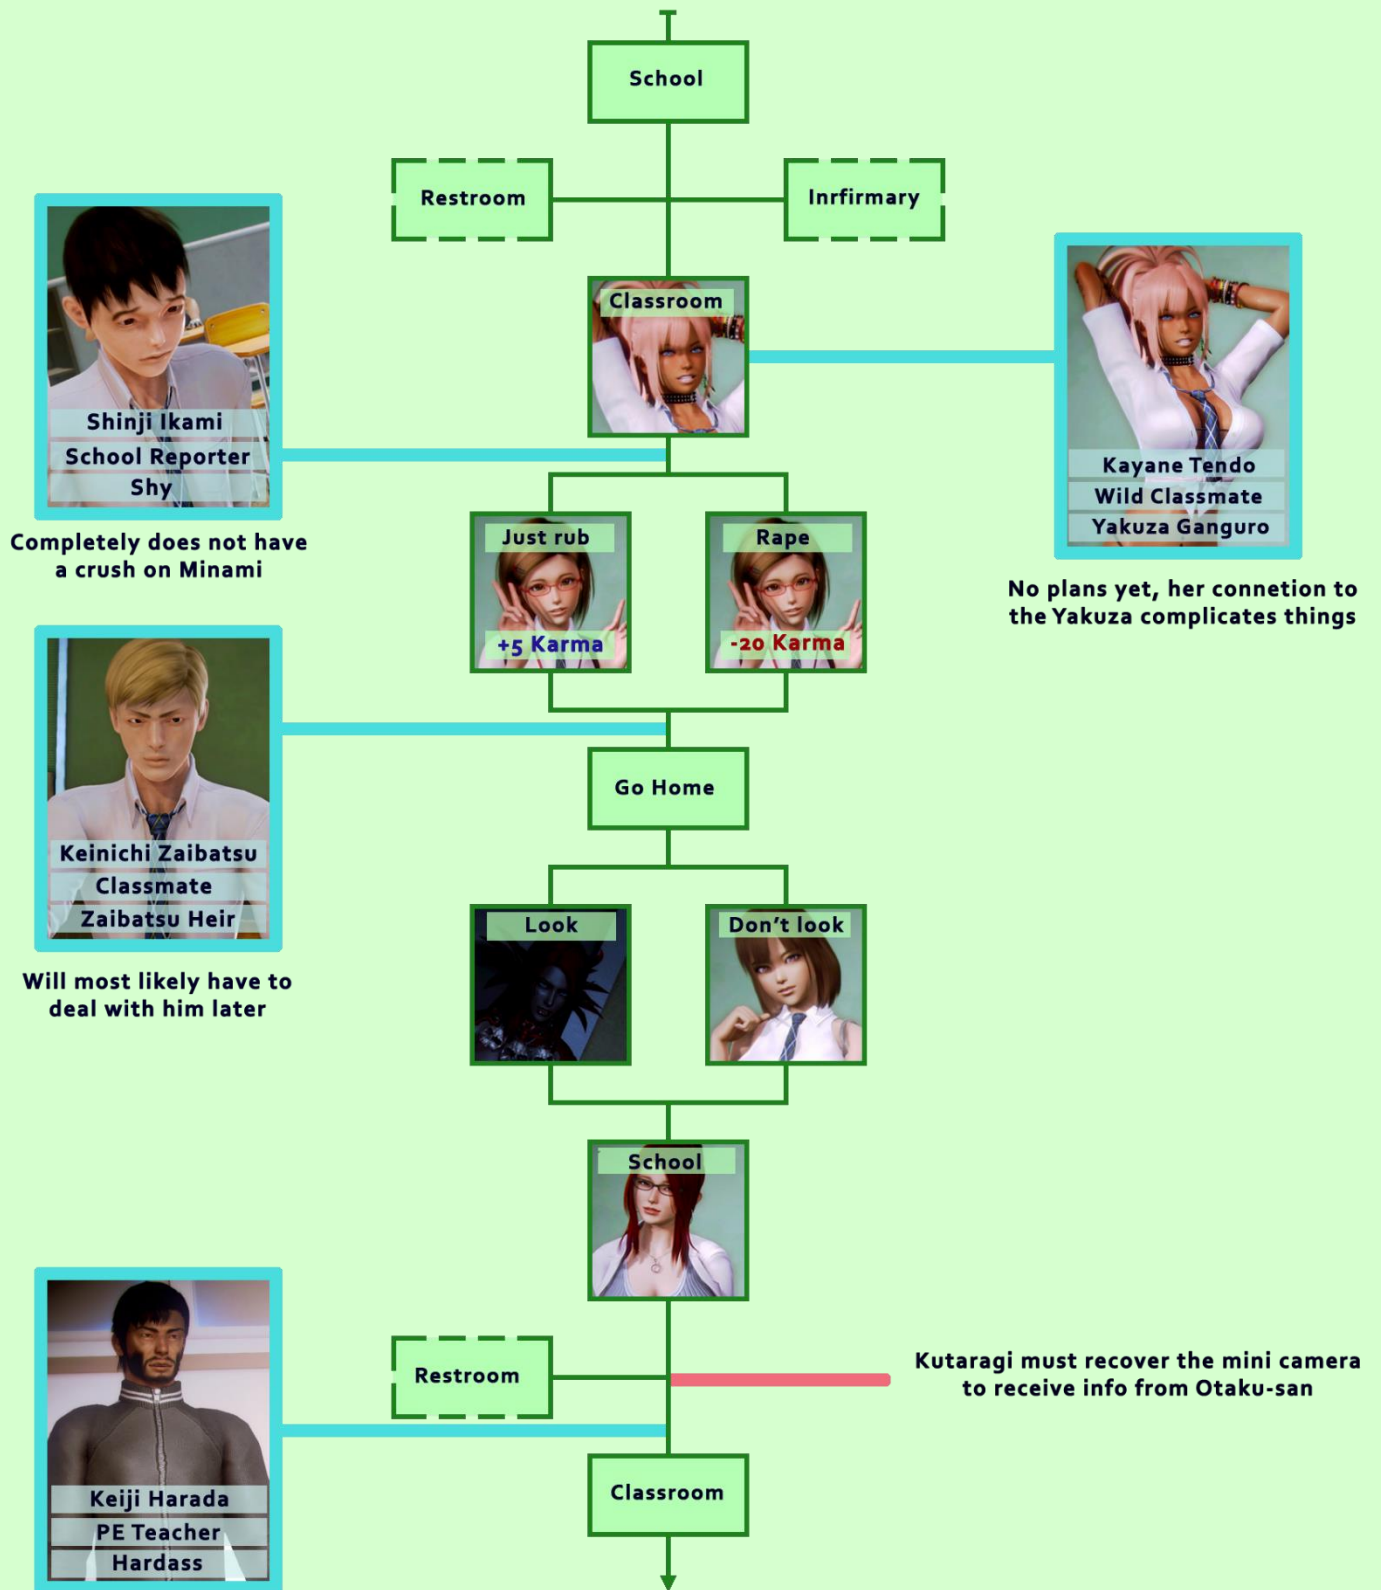 School
Restroom
Inrfirmary
Classroom
Shinji Ikami
School Reporter
Shy
Completely does not have
a crush on Minami
Kayane Tendo
Wild Classmate
Yakuza Ganguro
No plans yet, her connetion to
the Yakuza complicates things
Just rub
+5 Karma
Rape
-20 Karma
Keinichi Zaibatsu
Classmate
Zaibatsu Heir
Will most likely have to
deal with him later
Go Home
Look
Don't look
School
Restroom
Kutaragi must recover the mini camera
to receive info from Otaku-san
Keiji Harada
PE Teacher
Hardass
Classroom